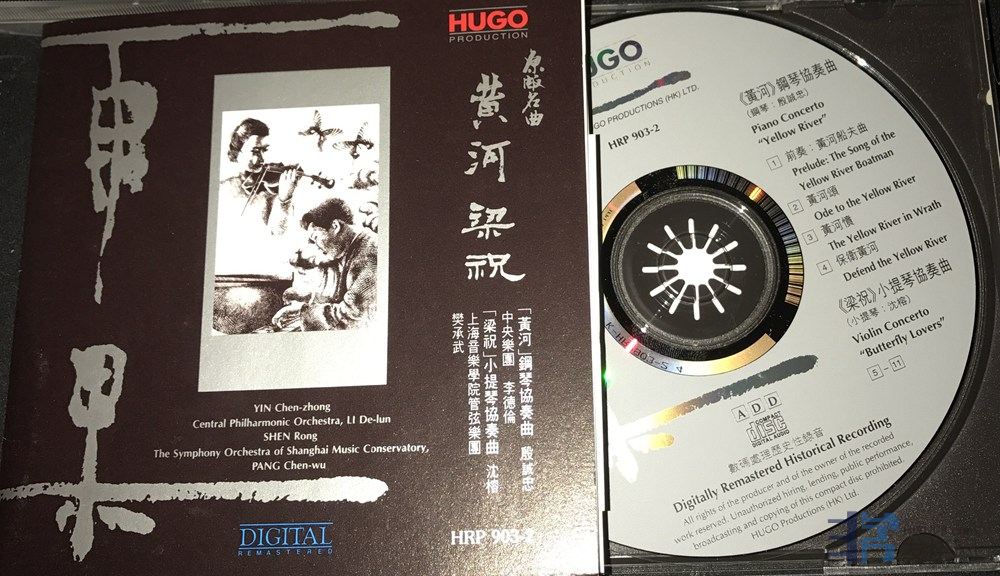 HUGO
PRODUCTION
原版名曲
黄河
梁祝
「黃河」鋼琴協奏曲 殷誠忠
中央樂團 李德倫
「梁祝」小提琴協奏曲 沈榕
上海音樂學院管弦樂團
樊承武
YIN Chen-zhong
Central Philharmonic Orchestra, LI De-lun
SHEN Rong
The Symphony Orchestra of Shanghai Music Conservatory,
PANG Chen-wu
DIGITAL
REMASTERED
HRP 903-2
UGO
GO PRODUCTIONS (HK) LTD.
HRP 903-2
《黃河》鋼琴協奏曲
(鋼琴：殷誠忠)
Piano Concerto
"Yellow River"
1 前奏：黃河船夫曲
Prelude: The Song of the
Yellow River Boatman
2 黃河頌
Ode to the Yellow River
3 黃河憤
The Yellow River in Wrath
4 保衛黃河
Defend the Yellow River
《梁祝》小提琴協奏曲
(小提琴：沈榕)
Violin Concerto
"Butterfly Lovers"
5 - 11
ADD
COMPACT
disc
DIGITAL AUDIO
數碼處理歷史性錄音
Digitally Remastered Historical Recording
All rights of the producer and of the owner of the recorded
work reserved. Unauthorized hiring, lending, public performance,
broadcasting and copying of this compact disc prohibited.
HUGO Productions (HK) Ltd.